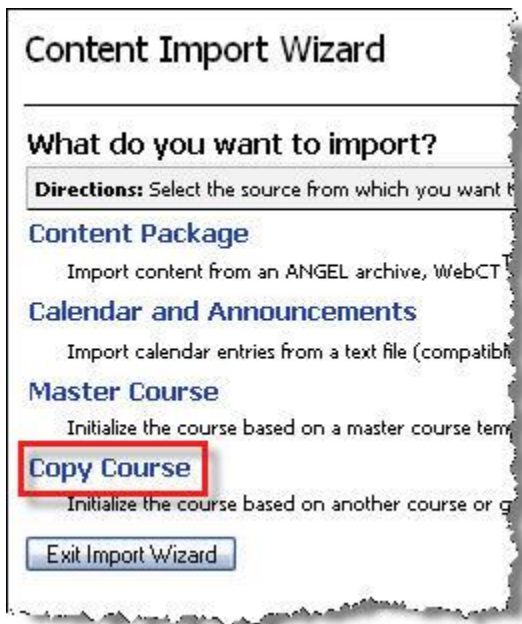 Content Import Wizard
What do you want to import?
Directions: Select the source from which you want
Content Package
Import content from an ANGEL archive, WebCT
Calendar and Announcements
Import calendar entries from a text file
Master Course
Initialize the course based on a master course
Copy Course
Initialize the course based on another course or
Exit Import Wizard